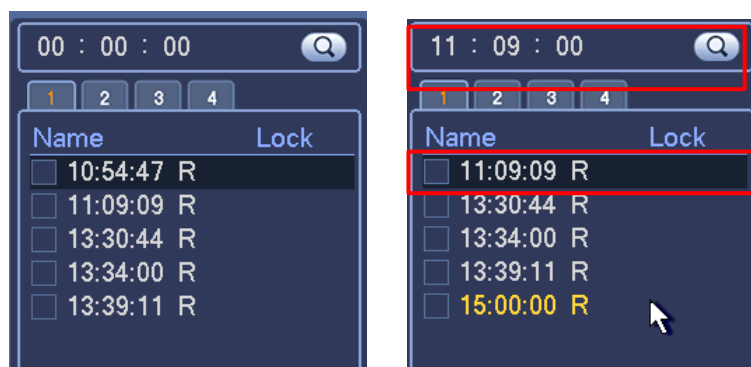 00 : 00 : 00
1 2 3 4
Name Lock
10:54:47 R
11:09:09 R
13:30:44 R
13:34:00 R
13:39:11 R
11 : 09 : 00
1 2 3 4
Name Lock
11:09:09 R
13:30:44 R
13:34:00 R
13:39:11 R
15:00:00 R